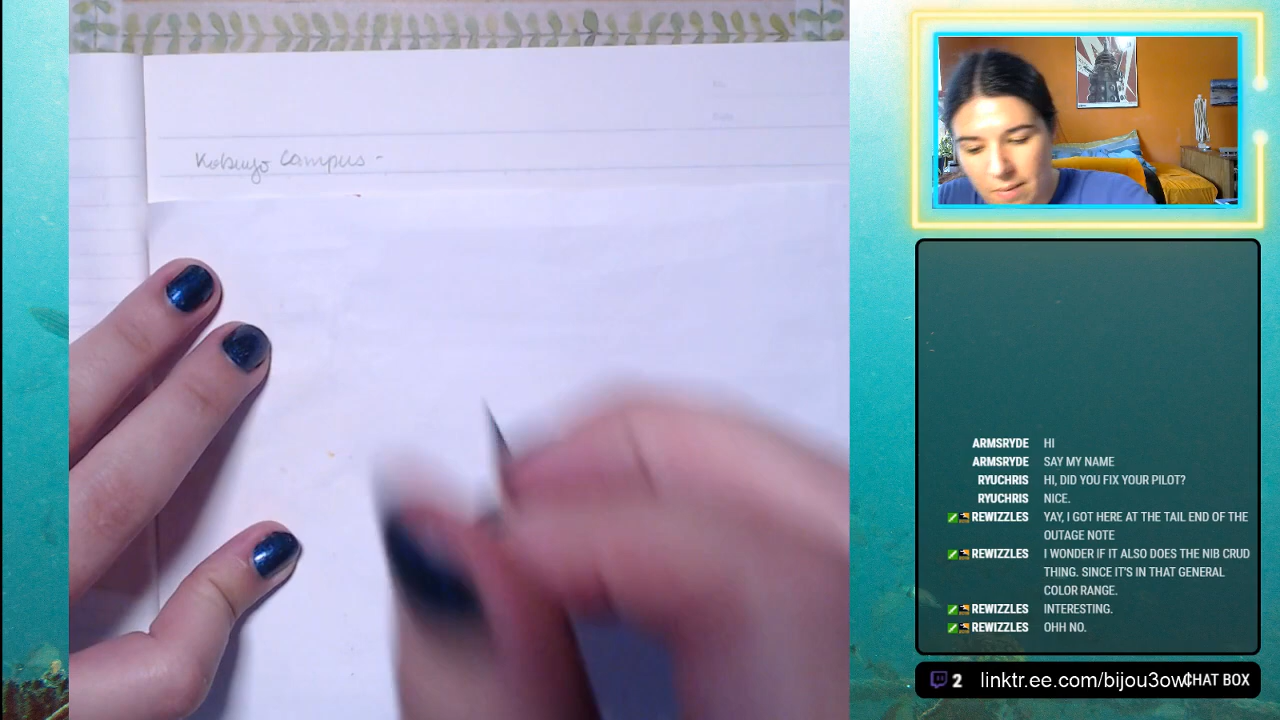 Kobuyo Campus -
ARMSRYDE HI
ARMSRYDE SAY MY NAME
RYUCHRIS HI, DID YOU FIX YOUR PILOT?
RYUCHRIS NICE.
REWIZZLES YAY, I GOT HERE AT THE TAIL END OF THE
OUTAGE NOTE
REWIZZLES I WONDER IF IT ALSO DOES THE NIB CRUD
THING. SINCE IT'S IN THAT GENERAL
COLOR RANGE.
REWIZZLES INTERESTING.
REWIZZLES OHH NO.
2 linktr.ee.com/bijou3owl CHAT BOX